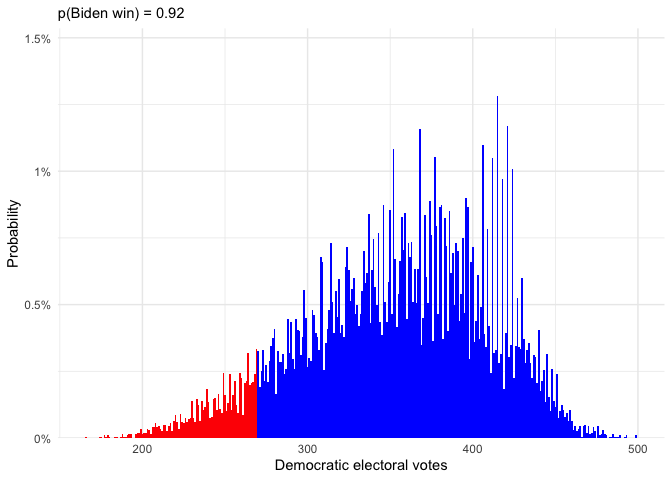 p(Biden win) = 0.92
1.5%
1%
0.5%
0%
Probability
200
300
400
500
Democratic electoral votes